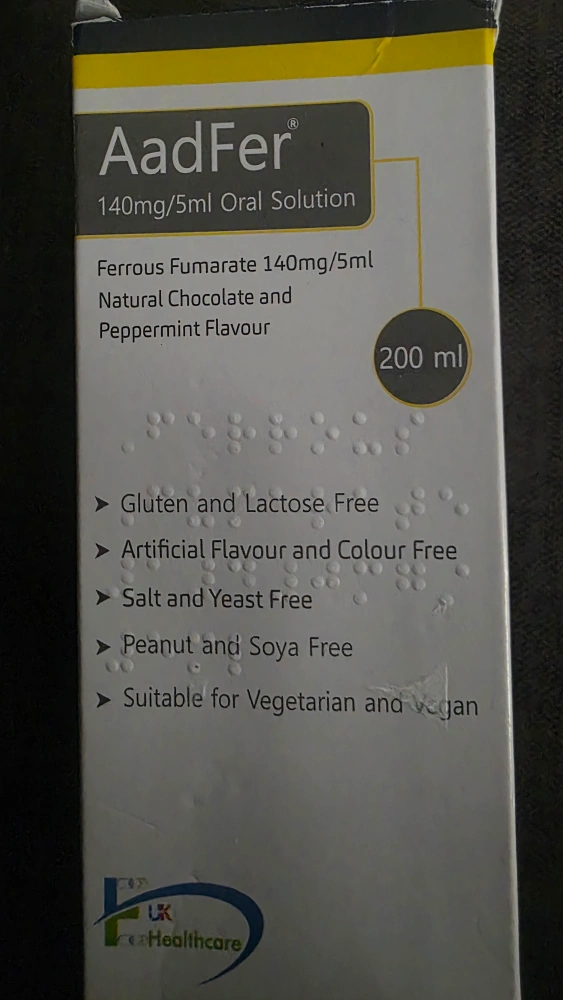 AadFer®
140mg/5ml Oral Solution
Ferrous Fumarate 140mg/5ml
Natural Chocolate and
Peppermint Flavour
200 ml
➤ Gluten and Lactose Free
➤ Artificial Flavour and Colour Free
➤ Salt and Yeast Free
➤ Peanut and Soya Free
➤ Suitable for Vegetarian and vegan
UK
Healthcare